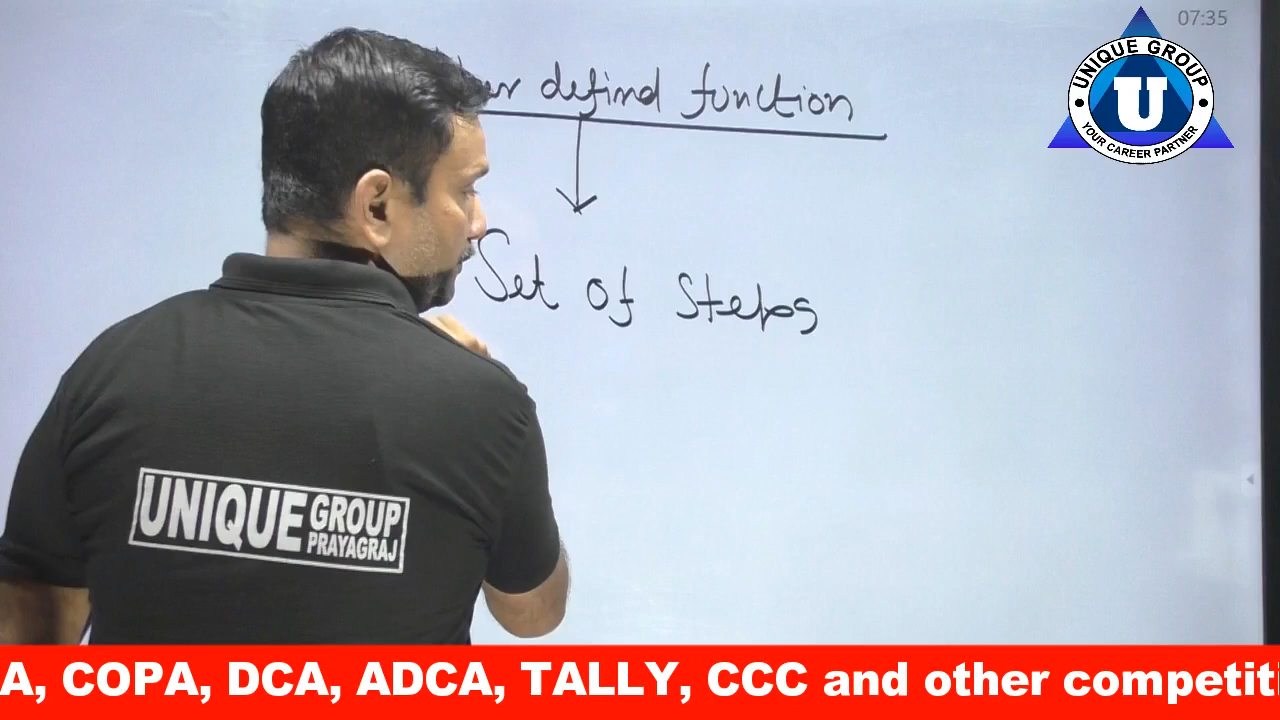 07:35
UNIQUE GROUP
U
YOUR CAREER PARTNER
defind function
Set of Steps
UNIQUE GROUP
PRAYAGRAJ
A, COPA, DCA, ADCA, TALLY, CCC and other competiti